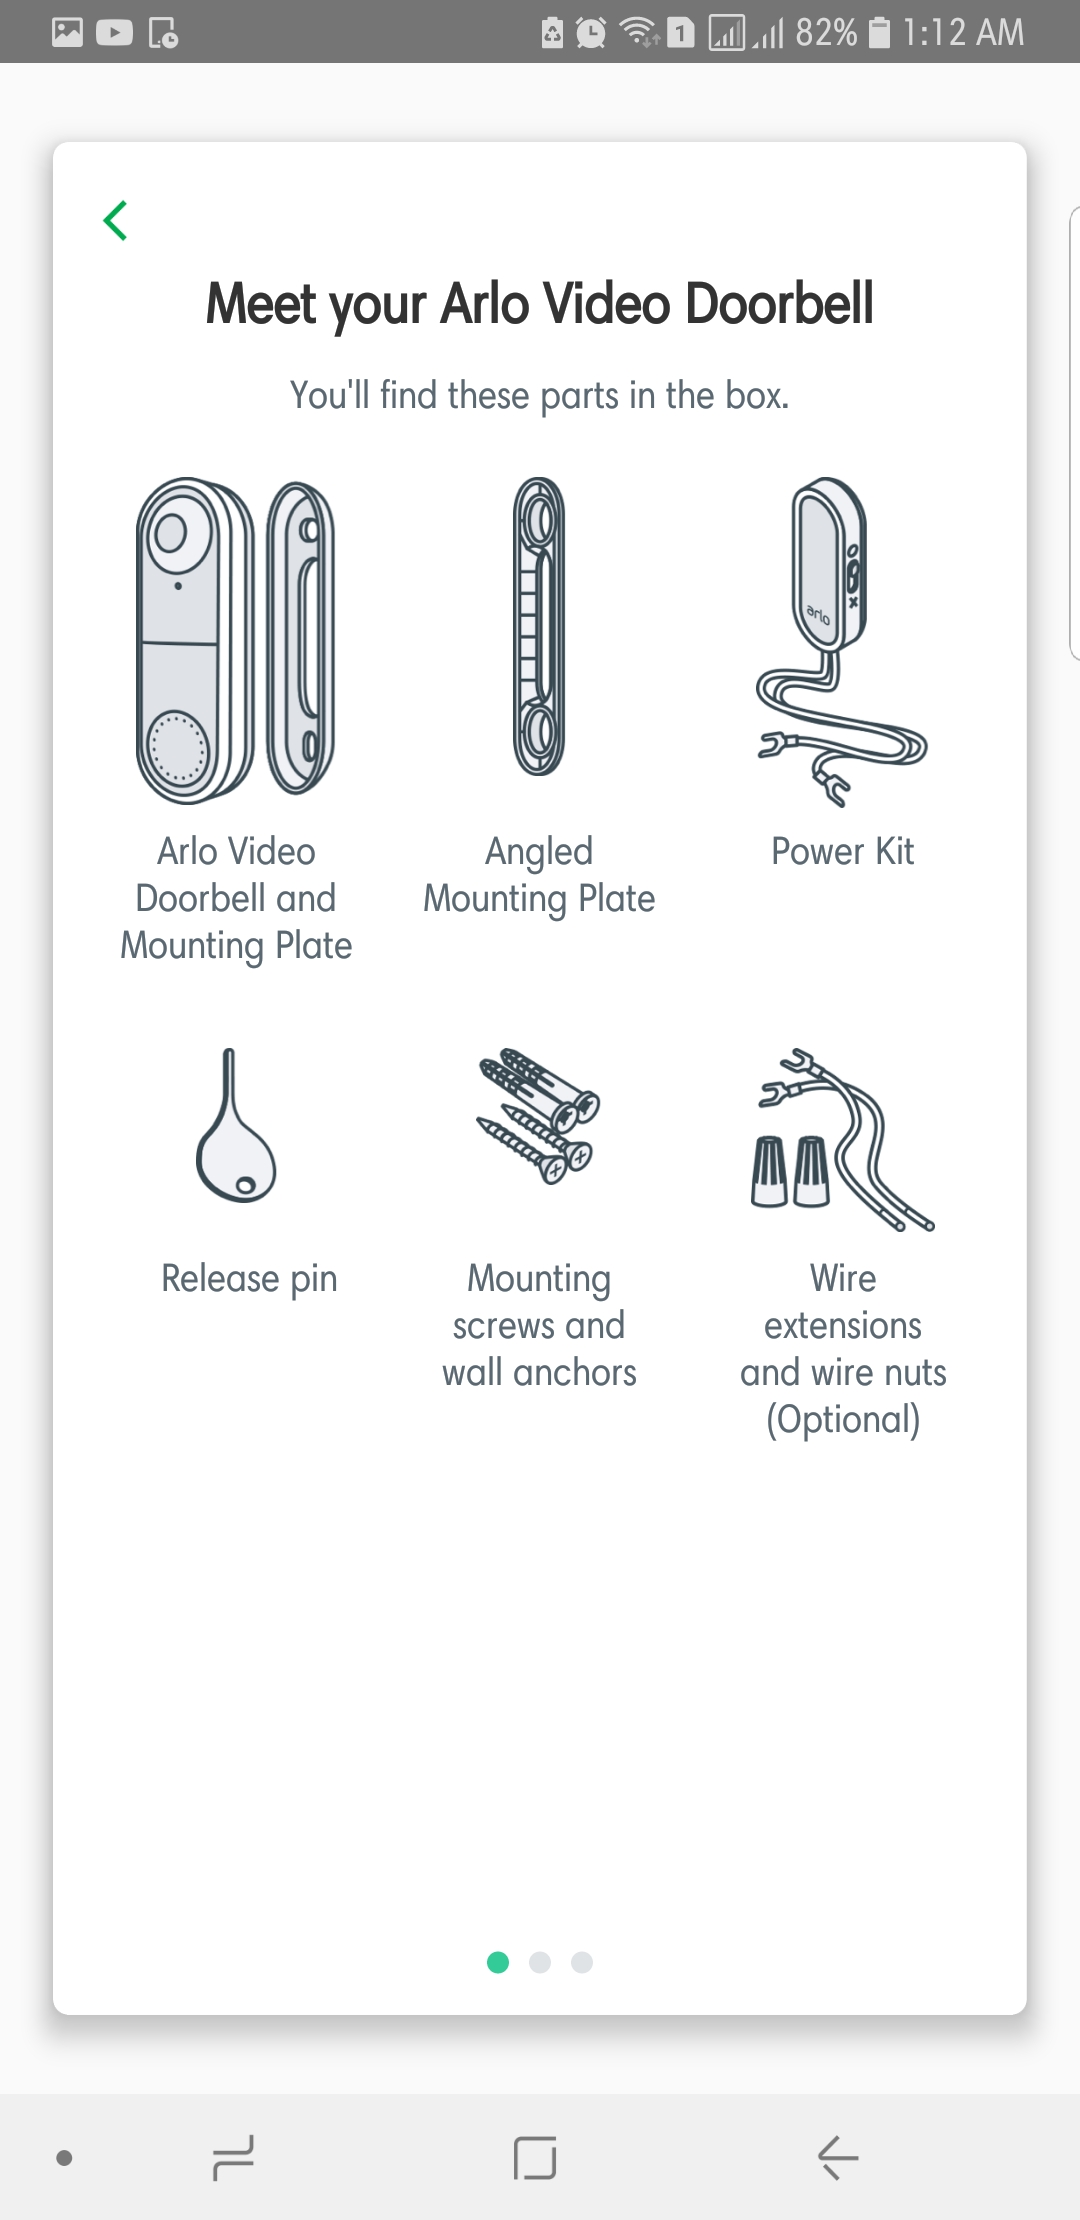 1 82% 1:12 AM
Meet your Arlo Video Doorbell
You'll find these parts in the box.
arlo
Arlo Video
Doorbell and
Mounting Plate
Angled
Mounting Plate
Power Kit
Release pin
Mounting
screws and
wall anchors
Wire
extensions
and wire nuts
(Optional)